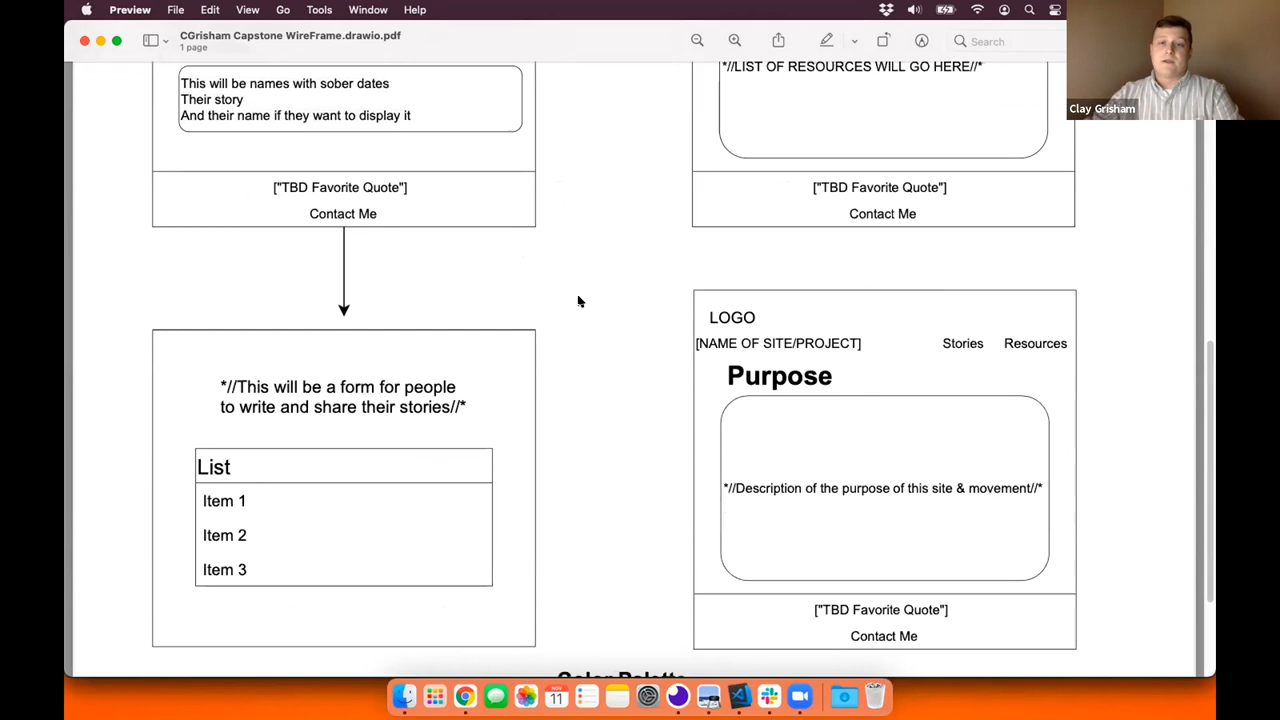 Preview File Edit View Go Tools Window Help
CGrisham Capstone WireFrame.drawio.pdf
1 page
Search
Clay Grisham
This will be names with sober dates
Their story
And their name if they want to display it
["TBD Favorite Quote"]
Contact Me
*//LIST OF RESOURCES WILL GO HERE//*
["TBD Favorite Quote"]
Contact Me
*//This will be a form for people
to write and share their stories//*
List
Item 1
Item 2
Item 3
LOGO
[NAME OF SITE/PROJECT] Stories Resources
Purpose
*//Description of the purpose of this site & movement//*
["TBD Favorite Quote"]
Contact Me
Color Palette
NOV
11